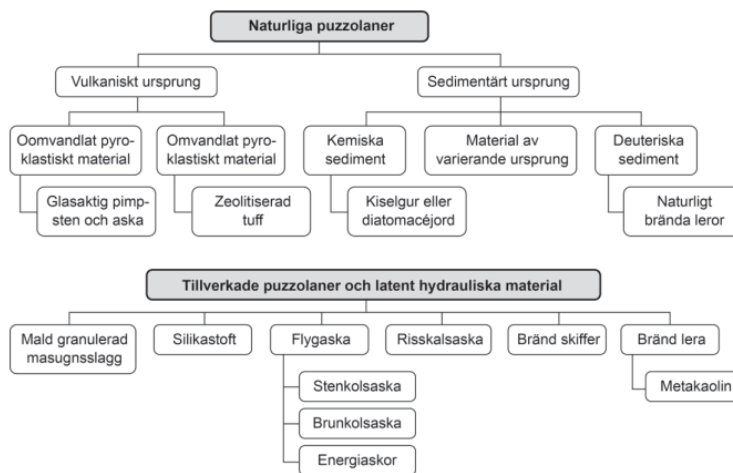 Naturliga puzzolaner
Vulkaniskt ursprung
Sedimentärt ursprung
Oomvandlat pyro-
klastiskt material
Omvandlat pyro-
klastiskt material
Kemiska
sediment
Material av
varierande ursprung
Deuteriska
sediment
Glasaktig pimp-
sten och aska
Zeolitiserad
tuff
Kiselgur eller
diatomacéjord
Naturligt
brända leror
Tillverkade puzzolaner och latent hydrauliska material
Mald granulerad
masugnsslagg
Silikastoft
Flygaska
Risskalsaska
Bränd skiffer
Bränd lera
Stenkolsaska
Metakaolin
Brunkolsaska
Energiaskor